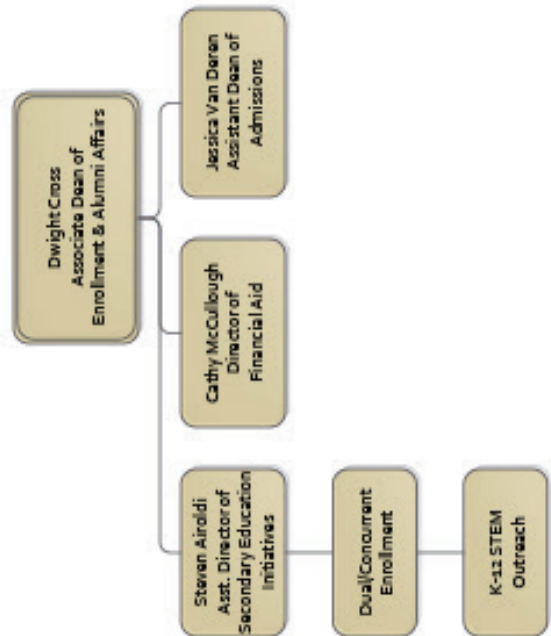 Dwight Cross
Associate Dean of
Enrollment & Alumni Affairs
Steven Airoldi
Asst. Director of
Secondary Education
Initiatives
Cathy McCullough
Director of
Financial Aid
Jessica Van Deren
Assistant Dean of
Admissions
Dual/Concurrent
Enrollment
K-12 STEM
Outreach